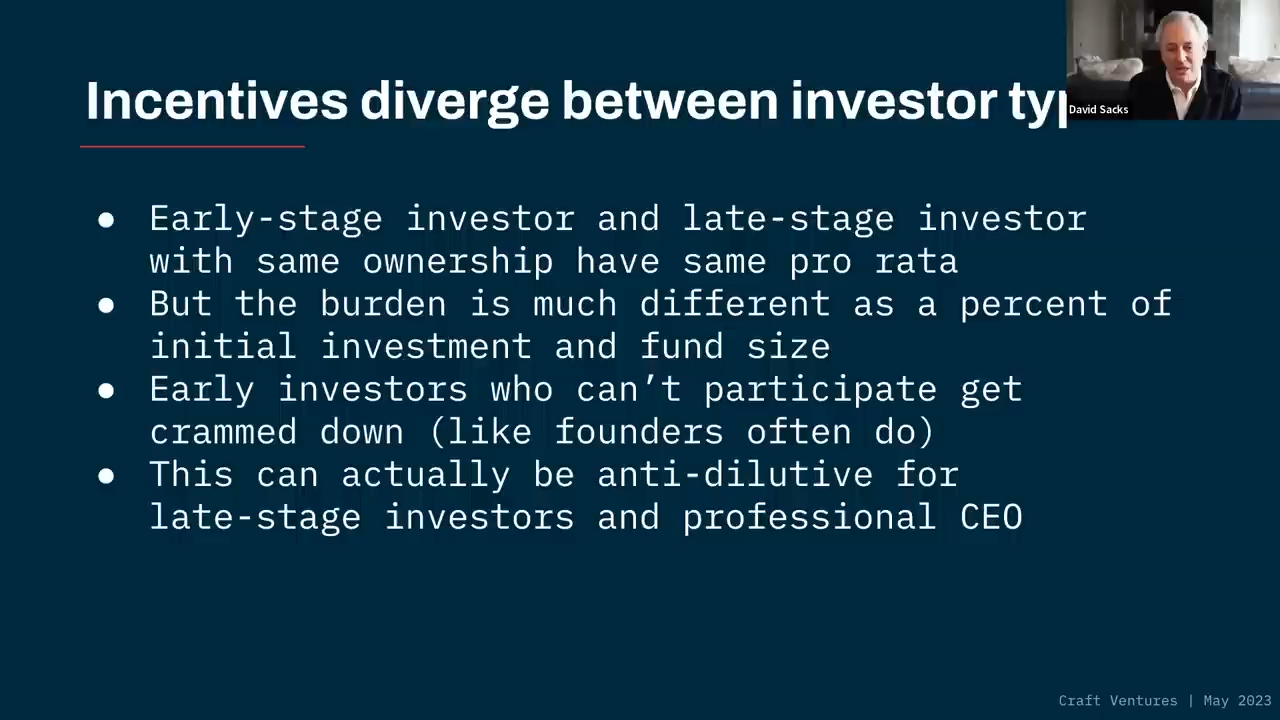 Incentives diverge between investor
David Sacks
● Early-stage investor and late-stage investor
with same ownership have same pro rata
● But the burden is much different as a percent of
initial investment and fund size
● Early investors who can’t participate get
crammed down (like founders often do)
● This can actually be anti-dilutive for
late-stage investors and professional CEO
Craft Ventures | May 2023